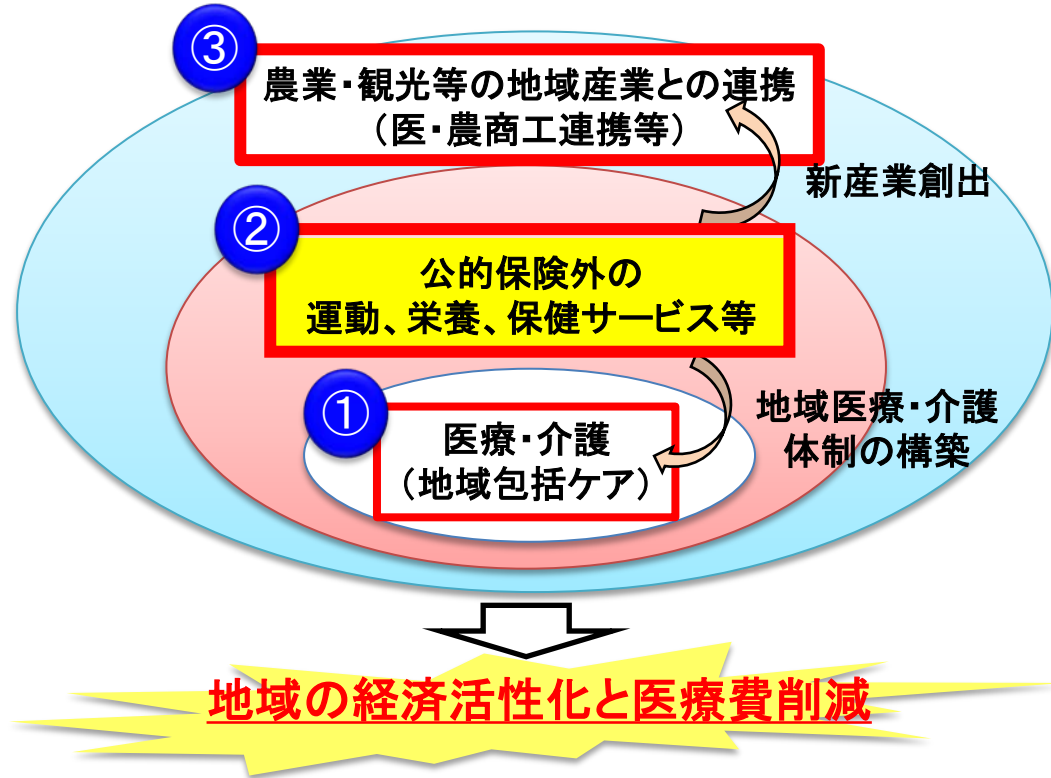 ③
農業・観光等の地域産業との連携
（医・農商工連携等）
新産業創出
②
公的保険外の
運動、栄養、保健サービス等
①
医療・介護
（地域包括ケア）
地域医療・介護
体制の構築
地域の経済活性化と医療費削減